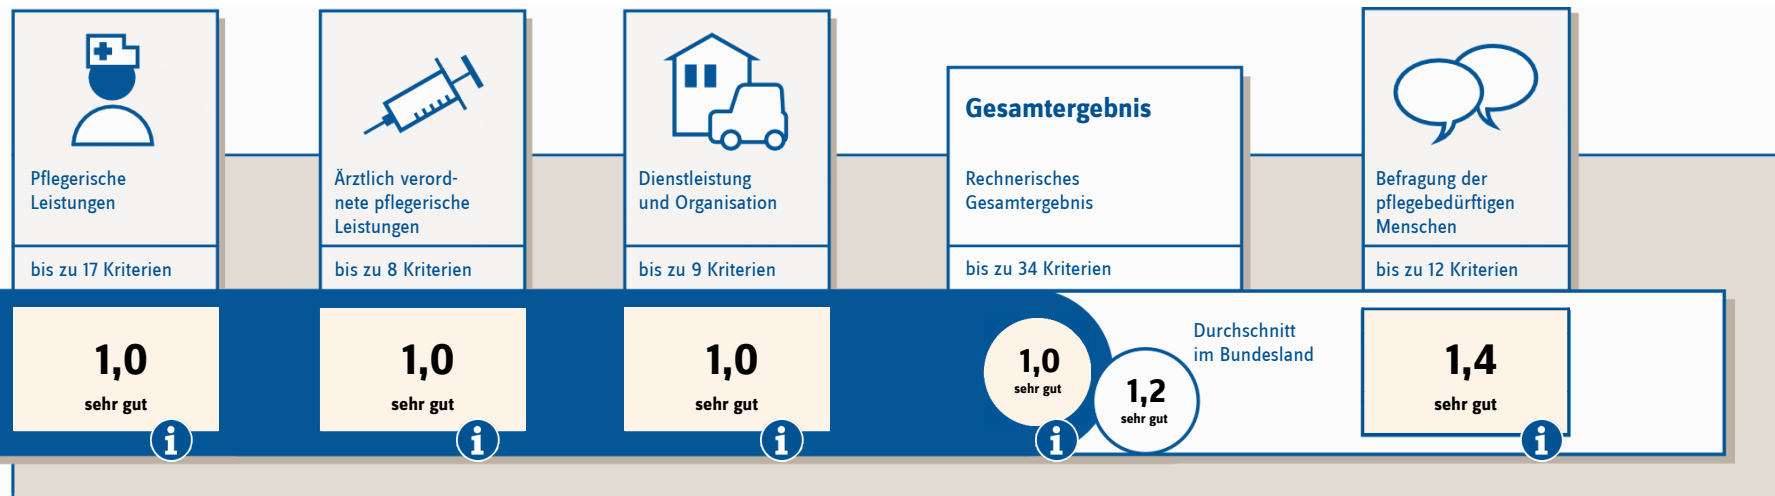 Pflegerische
Leistungen
bis zu 17 Kriterien
1,0
sehr gut
i
Ärztlich verord-
nete pflegerische
Leistungen
bis zu 8 Kriterien
1,0
sehr gut
i
Dienstleistung
und Organisation
bis zu 9 Kriterien
1,0
sehr gut
i
Gesamtergebnis
Rechnerisches
Gesamtergebnis
bis zu 34 Kriterien
1,0
sehr gut
i
1,2
sehr gut
Durchschnitt
im Bundesland
Befragung der
pflegebedürftigen
Menschen
bis zu 12 Kriterien
1,4
sehr gut
i